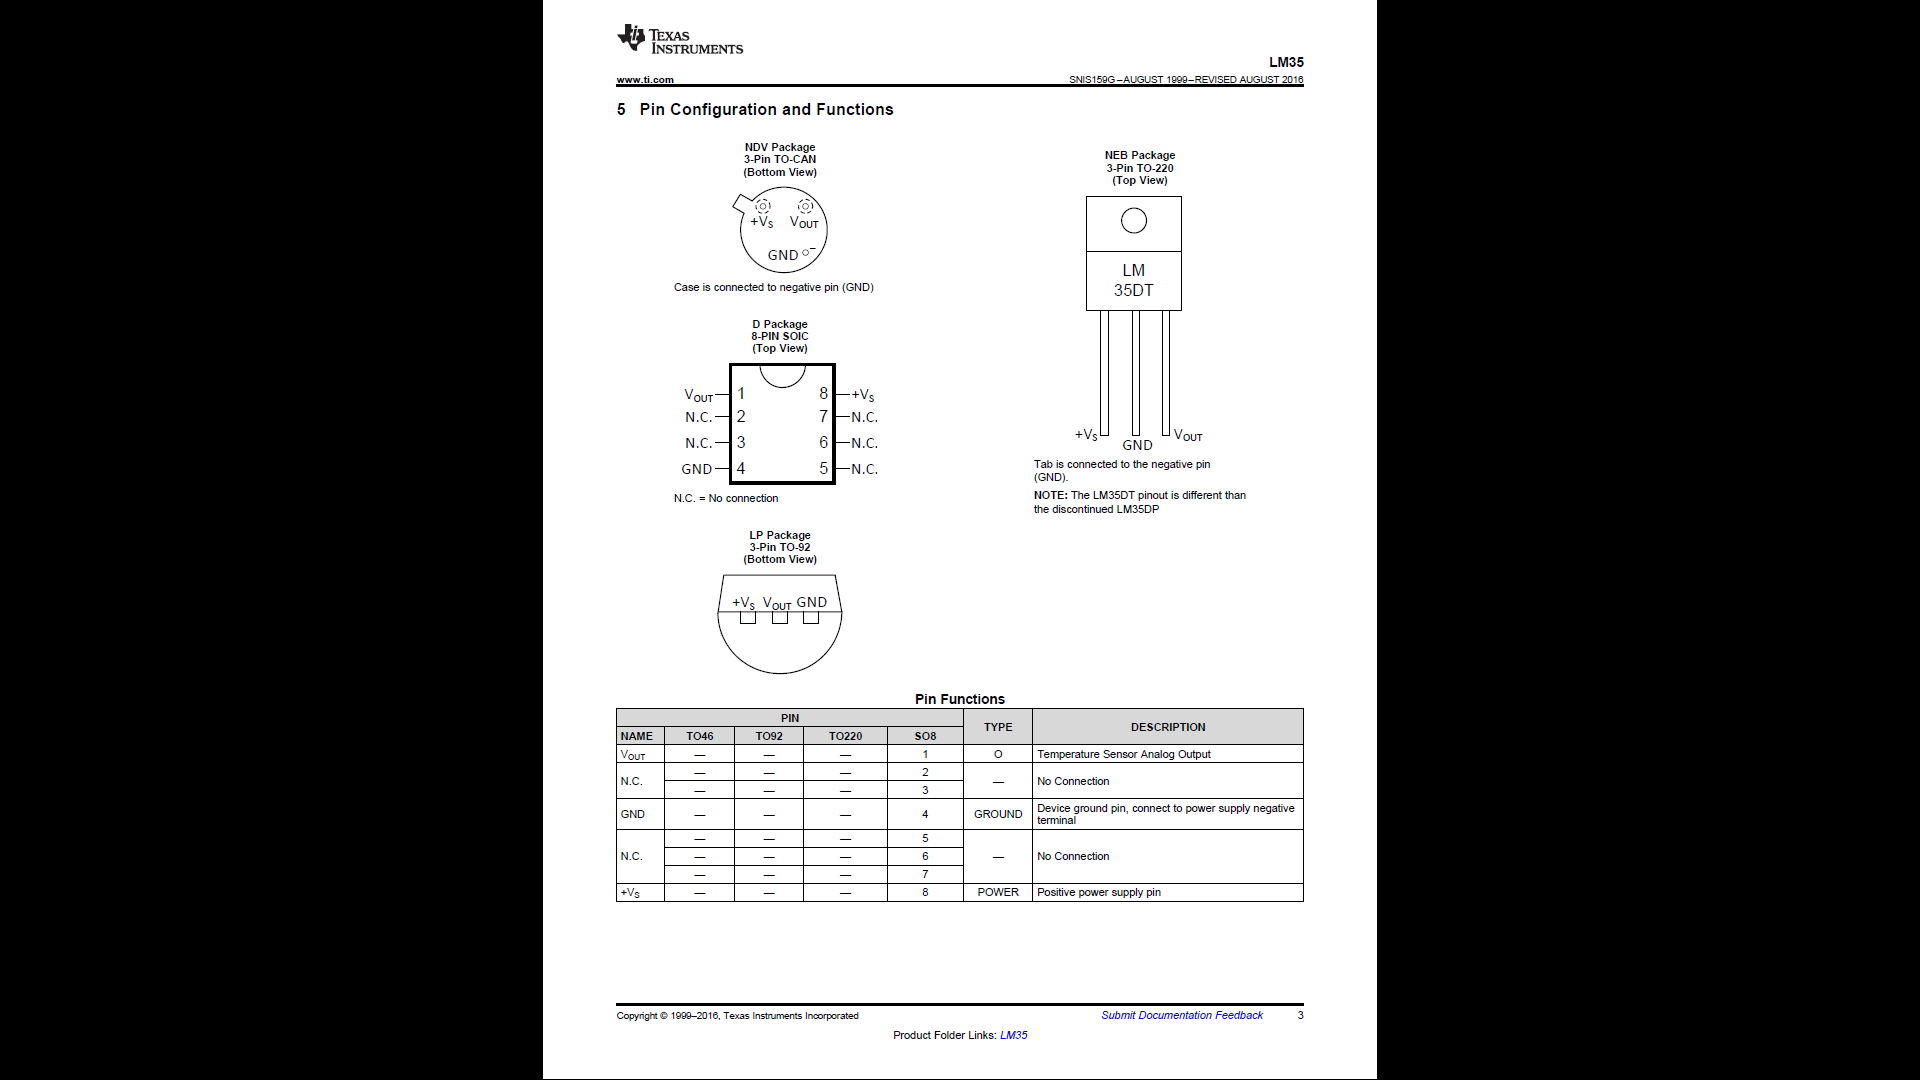 TEXAS
INSTRUMENTS
LM35
www.ti.com
SNIS159G –AUGUST 1999–REVISED AUGUST 2016
5 Pin Configuration and Functions
NDV Package
3-Pin TO-CAN
(Bottom View)
+VS VOUT
GND –
Case is connected to negative pin (GND)
D Package
8-PIN SOIC
(Top View)
VOUT 1 8 +VS
N.C. 2 7 N.C.
N.C. 3 6 N.C.
GND 4 5 N.C.
N.C. = No connection
LP Package
3-Pin TO-92
(Bottom View)
+VS VOUT GND
NEB Package
3-Pin TO-220
(Top View)
LM
35DT
+VS GND VOUT
Tab is connected to the negative pin
(GND).
NOTE: The LM35DT pinout is different than
the discontinued LM35DP
Pin Functions
PIN TYPE DESCRIPTION
NAME TO46 TO92 TO220 SO8
VOUT — — — 1 O Temperature Sensor Analog Output
N.C. — — — 2 — No Connection
— — — 3
GND — — — 4 GROUND Device ground pin, connect to power supply negative
terminal
N.C. — — — 5 — No Connection
— — — 6
— — — 7
+VS — — — 8 POWER Positive power supply pin
Copyright © 1999–2016, Texas Instruments Incorporated
Submit Documentation Feedback 3
Product Folder Links: LM35